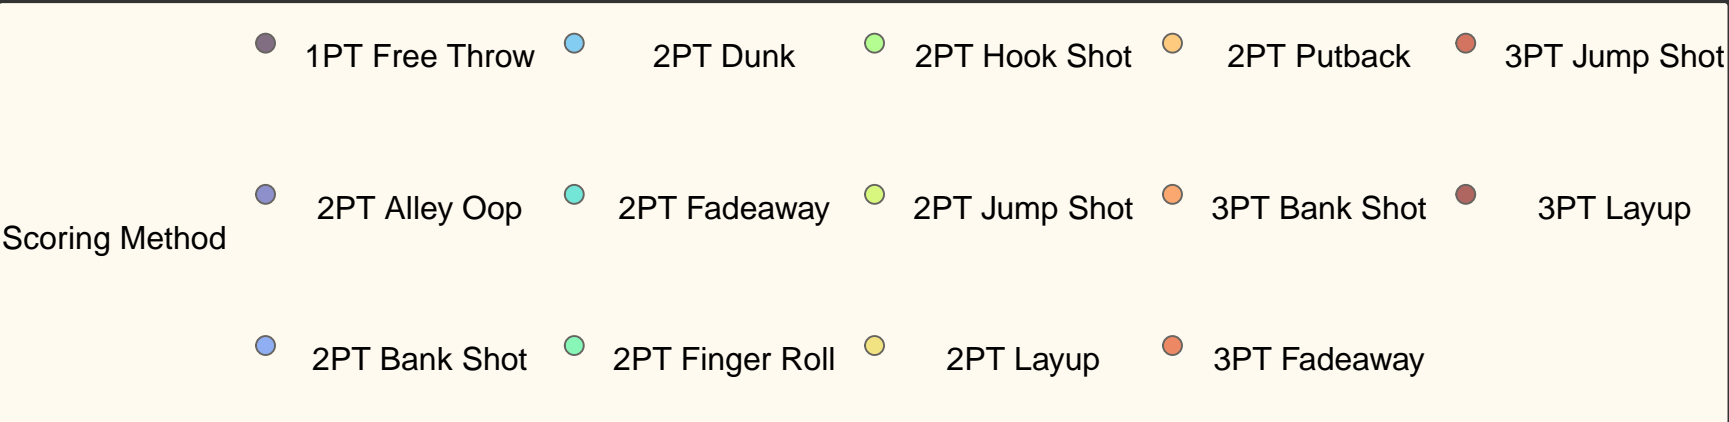 1PT Free Throw 2PT Dunk 2PT Hook Shot 2PT Putback 3PT Jump Shot
2PT Alley Oop 2PT Fadeaway 2PT Jump Shot 3PT Bank Shot 3PT Layup
Scoring Method
2PT Bank Shot 2PT Finger Roll 2PT Layup 3PT Fadeaway